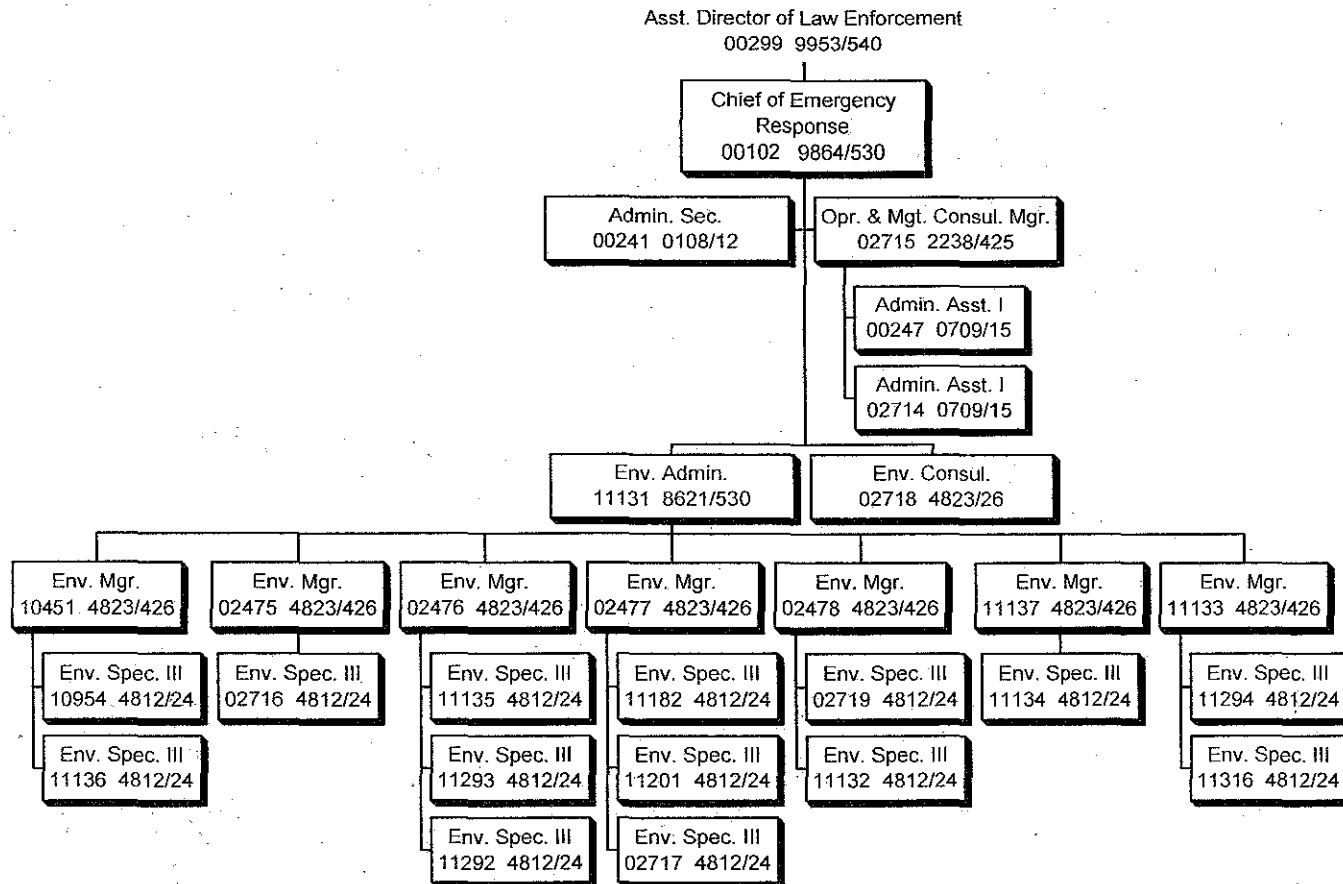 Asst. Director of Law Enforcement
00299 9953/540
Chief of Emergency
Response
00102 9864/530
Admin. Sec.
00241 0108/12
Opr. & Mgt. Consul. Mgr.
02715 2238/425
Admin. Asst. I
00247 0709/15
Admin. Asst. I
02714 0709/15
Env. Admin.
11131 8621/530
Env. Consul.
02718 4823/26
Env. Mgr.
10451 4823/426
Env. Spec. III
10954 4812/24
Env. Spec. III
11136 4812/24
Env. Mgr.
02475 4823/426
Env. Spec. III
02716 4812/24
Env. Mgr.
02476 4823/426
Env. Spec. III
11135 4812/24
Env. Spec. III
11293 4812/24
Env. Spec. III
11292 4812/24
Env. Mgr.
02477 4823/426
Env. Spec. III
11182 4812/24
Env. Spec. III
11201 4812/24
Env. Spec. III
02717 4812/24
Env. Mgr.
02478 4823/426
Env. Spec. III
02719 4812/24
Env. Spec. III
11132 4812/24
Env. Mgr.
11137 4823/426
Env. Spec. III
11134 4812/24
Env. Mgr.
11133 4823/426
Env. Spec. III
11294 4812/24
Env. Spec. III
11316 4812/24